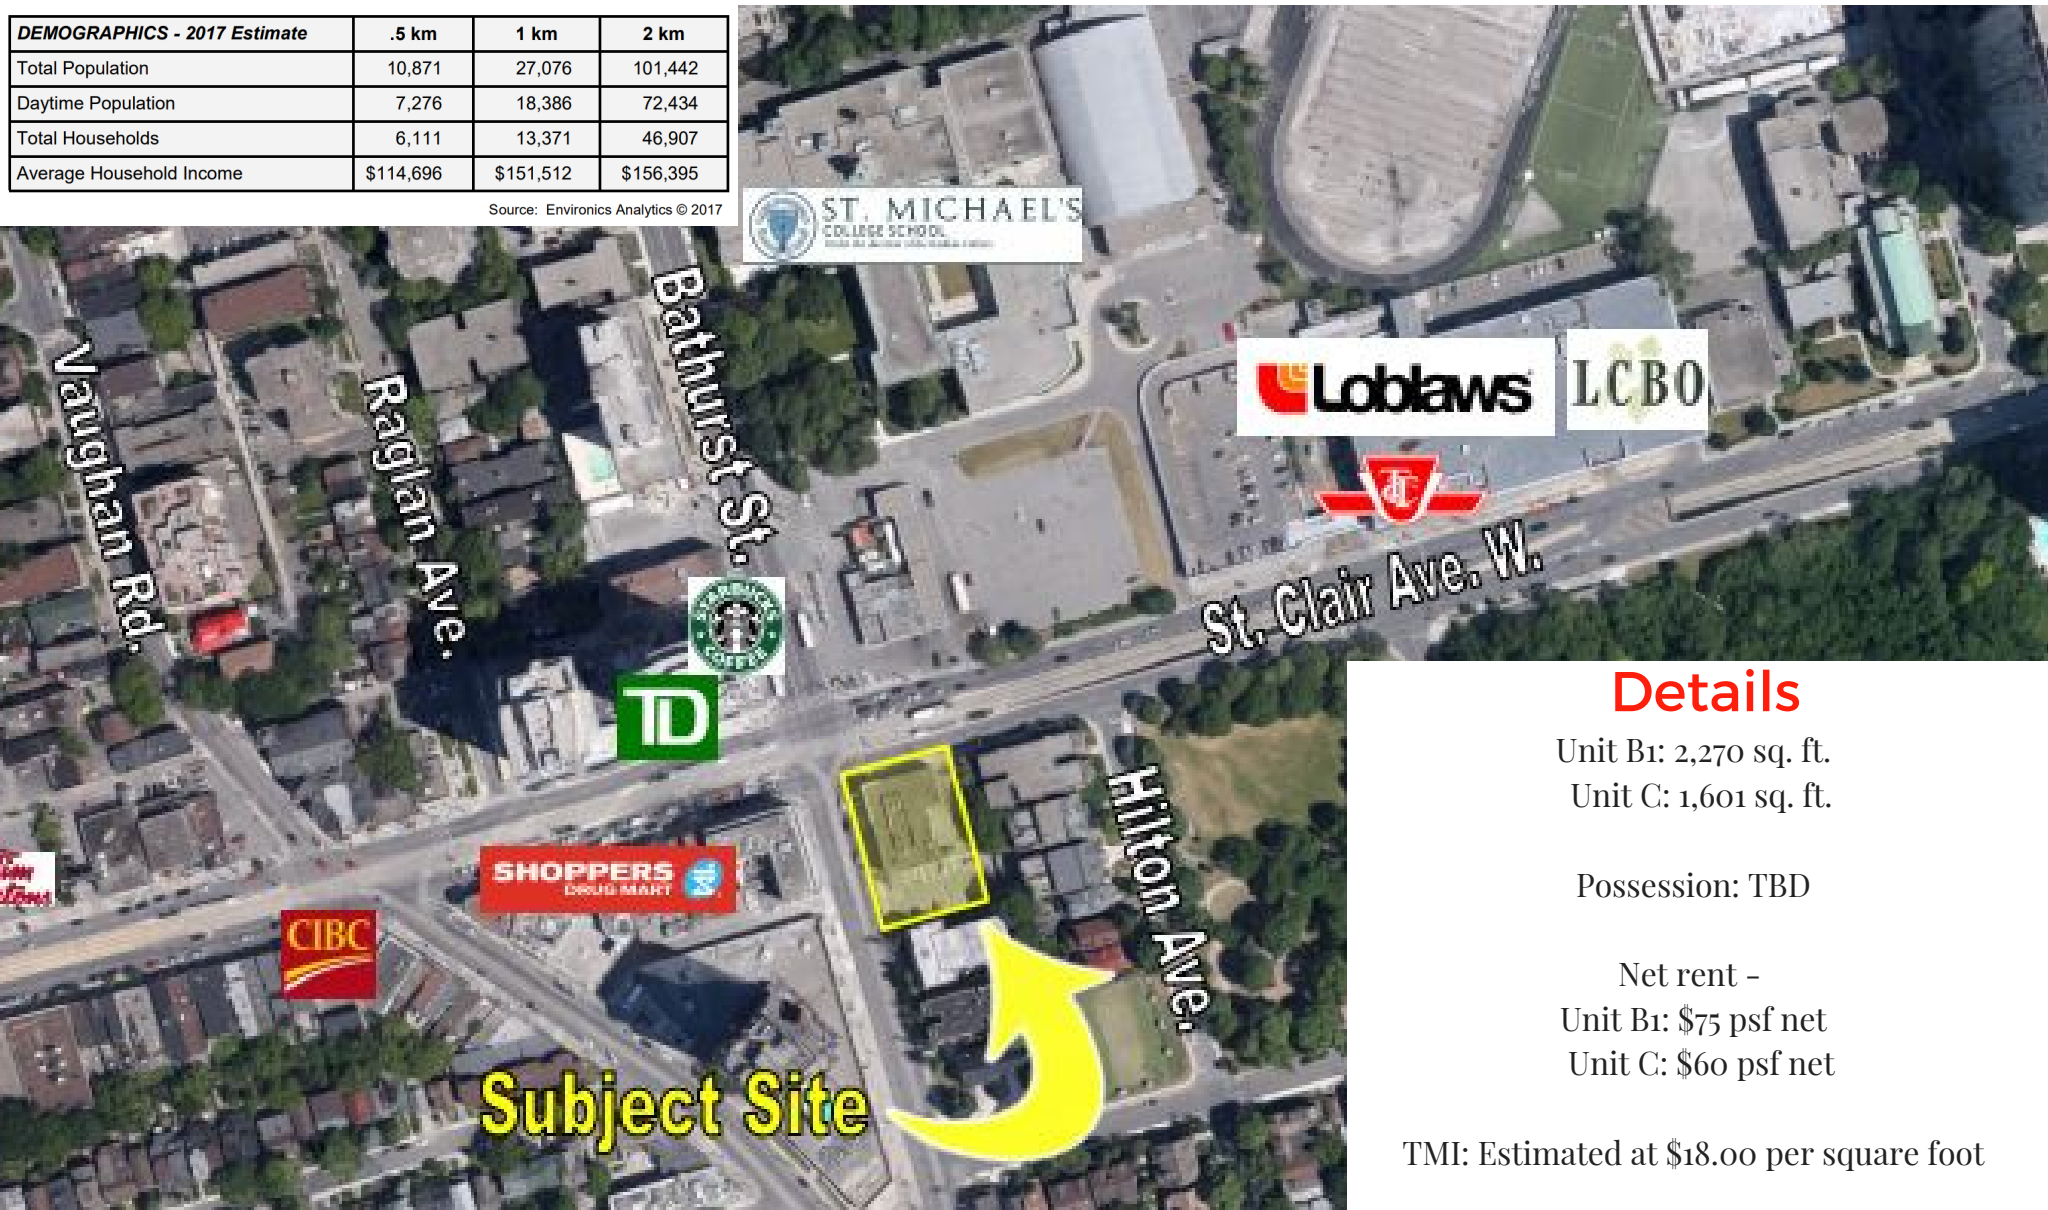 DEMOGRAPHICS - 2017 Estimate .5 km 1 km 2 km
Total Population 10,871 27,076 101,442
Daytime Population 7,276 18,386 72,434
Total Households 6,111 13,371 46,907
Average Household Income $114,696 $151,512 $156,395
Source: Environics Analytics © 2017
ST. MICHAEL'S
COLLEGE SCHOOL
Vaughan Rd.
Raglan Ave.
Bathurst St.
Loblaws
LCBO
TTC
St. Clair Ave. W.
STARBUCKS
COFFEE
TD
Hilton Ave.
SHOPPERS
DRUG MART
CIBC
Subject Site
Details
Unit B1: 2,270 sq. ft.
Unit C: 1,601 sq. ft.
Possession: TBD
Net rent -
Unit B1: $75 psf net
Unit C: $60 psf net
TMI: Estimated at $18.00 per square foot